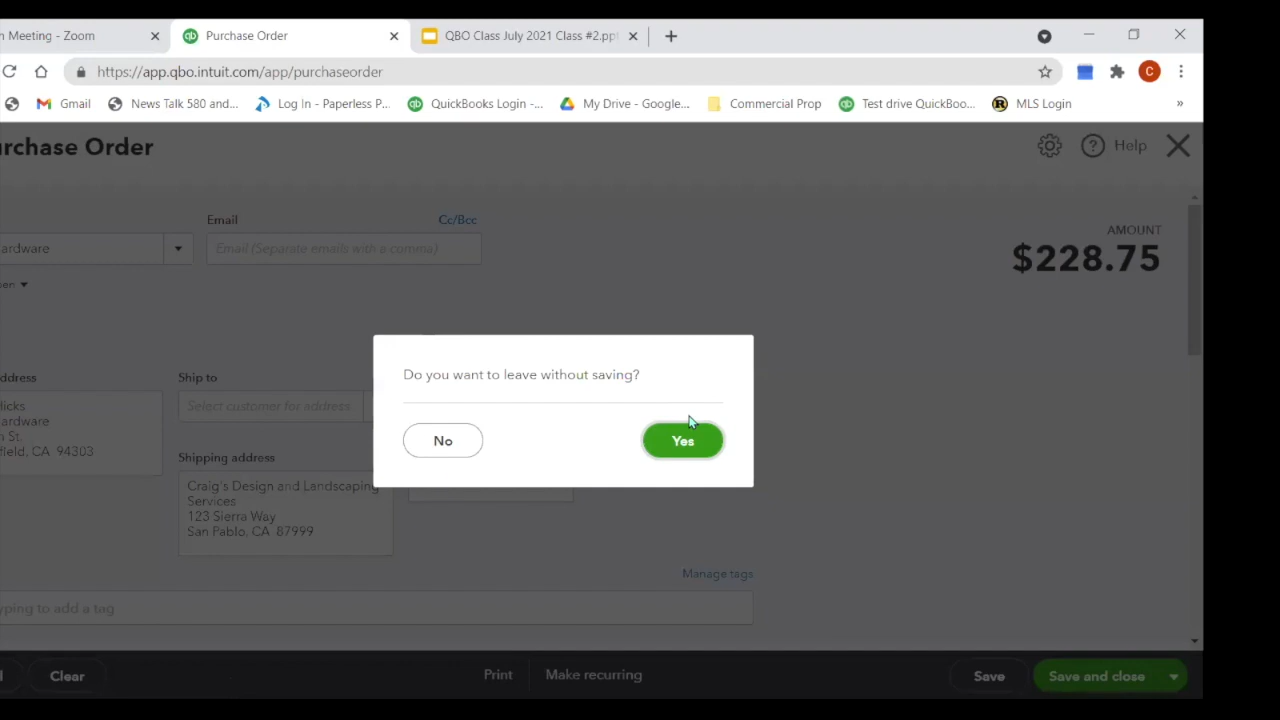 n Meeting - Zoom
Purchase Order
QBO Class July 2021 Class #2.ppt
https://app.qbo.intuit.com/app/purchaseorder
C
Gmail
News Talk 580 and...
Log In - Paperless P...
QuickBooks Login -...
My Drive - Google...
Commercial Prop
Test drive QuickBoo...
R
MLS Login
»
urchase Order
? Help
Email
Cc/Bcc
AMOUNT
ardware
Email (Separate emails with a comma)
$228.75
pen
Do you want to leave without saving?
No
Yes
ddress
Ship to
licks
ardware
n St.
field, CA 94303
Select customer for address
Shipping address
Craig's Design and Landscaping
Services
123 Sierra Way
San Pablo, CA 87999
Manage tags
yping to add a tag
l
Clear
Print
Make recurring
Save
Save and close